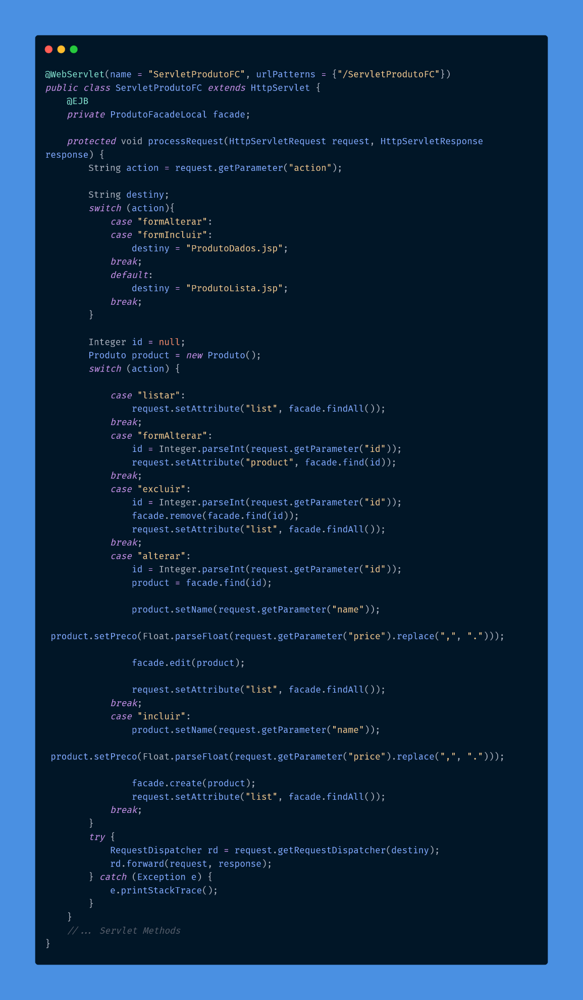 @WebServlet(name = "ServletProdutoFC", urlPatterns = {"/ServletProdutoFC"})
public class ServletProdutoFC extends HttpServlet {
    @EJB
    private ProdutoFacadeLocal facade;

    protected void processRequest(HttpServletRequest request, HttpServletResponse
response) {
        String action = request.getParameter("action");

        String destiny;
        switch (action){
            case "formAlterar":
            case "formIncluir":
                destiny = "ProdutoDados.jsp";
            break;
            default:
                destiny = "ProdutoLista.jsp";
            break;
        }

        Integer id = null;
        Produto product = new Produto();
        switch (action) {

            case "listar":
                request.setAttribute("list", facade.findAll());
            break;
            case "formAlterar":
                id = Integer.parseInt(request.getParameter("id"));
                request.setAttribute("product", facade.find(id));
            break;
            case "excluir":
                id = Integer.parseInt(request.getParameter("id"));
                facade.remove(facade.find(id));
                request.setAttribute("list", facade.findAll());
            break;
            case "alterar":
                id = Integer.parseInt(request.getParameter("id"));
                product = facade.find(id);

                product.setName(request.getParameter("name"));

 product.setPreco(Float.parseFloat(request.getParameter("price").replace(",", ".")));

                facade.edit(product);

                request.setAttribute("list", facade.findAll());
            break;
            case "incluir":
                product.setName(request.getParameter("name"));

 product.setPreco(Float.parseFloat(request.getParameter("price").replace(",", ".")));

                facade.create(product);
                request.setAttribute("list", facade.findAll());
            break;
        }
        try {
            RequestDispatcher rd = request.getRequestDispatcher(destiny);
            rd.forward(request, response);
        } catch (Exception e) {
            e.printStackTrace();
        }
    }
    //... Servlet Methods
}